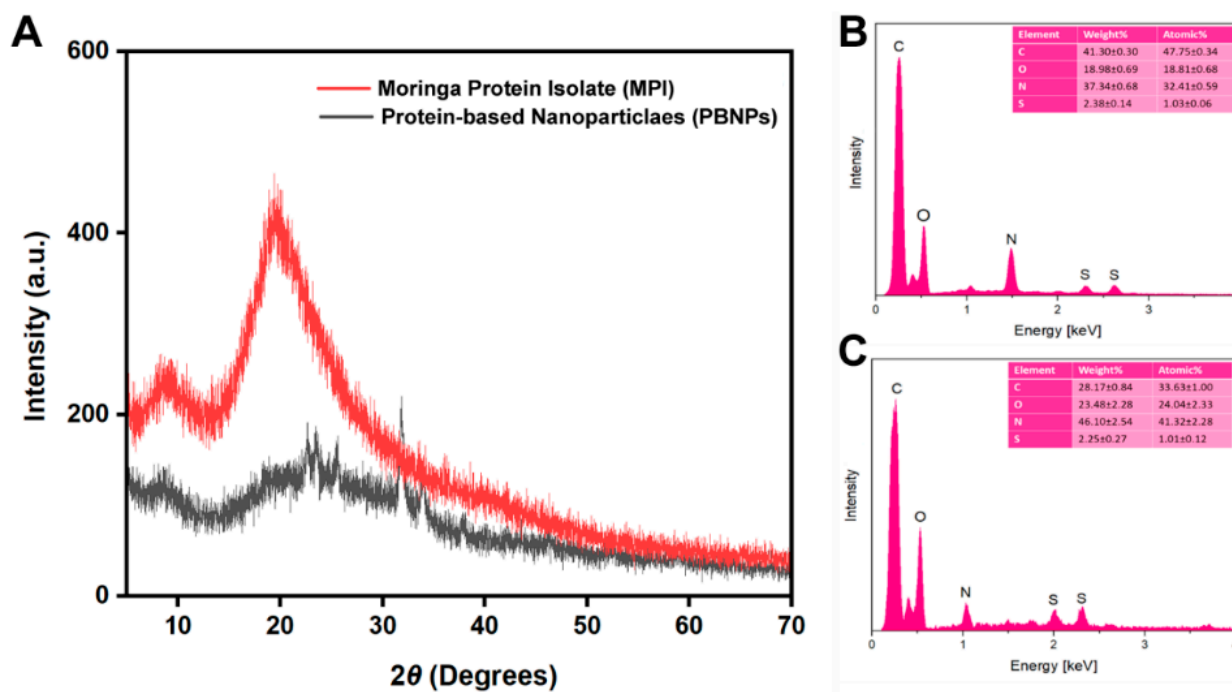 A
600
400
200
0
10 20 30 40 50 60 70
Intensity (a.u.)
2θ (Degrees)
Moringa Protein Isolate (MPI)
Protein-based Nanoparticlaes (PBNPs)
B
Element Weight% Atomic%
C 41.30±0.30 47.75±0.34
O 18.98±0.69 18.81±0.68
N 37.34±0.68 32.41±0.59
S 2.38±0.14 1.03±0.06
C
O
N
S S
Intensity
0 1 2 3
Energy [keV]
C
Element Weight% Atomic%
C 28.17±0.84 33.63±1.00
O 23.48±2.28 24.04±2.33
N 46.10±2.54 41.32±2.28
S 2.25±0.27 1.01±0.12
C
O
N
S S
Intensity
0 1 2 3
Energy [keV]